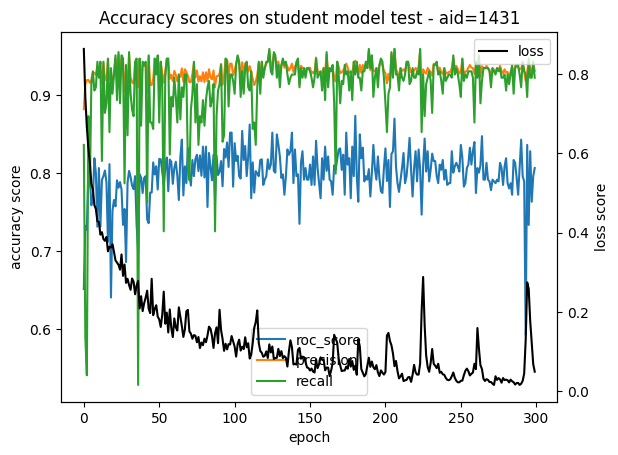 Accuracy scores on student model test - aid=1431
loss
accuracy score
0.9
0.8
0.7
0.6
0.8
0.6
0.4
0.2
0.0
loss score
roc_score
precision
recall
0
50
100
150
200
250
300
epoch